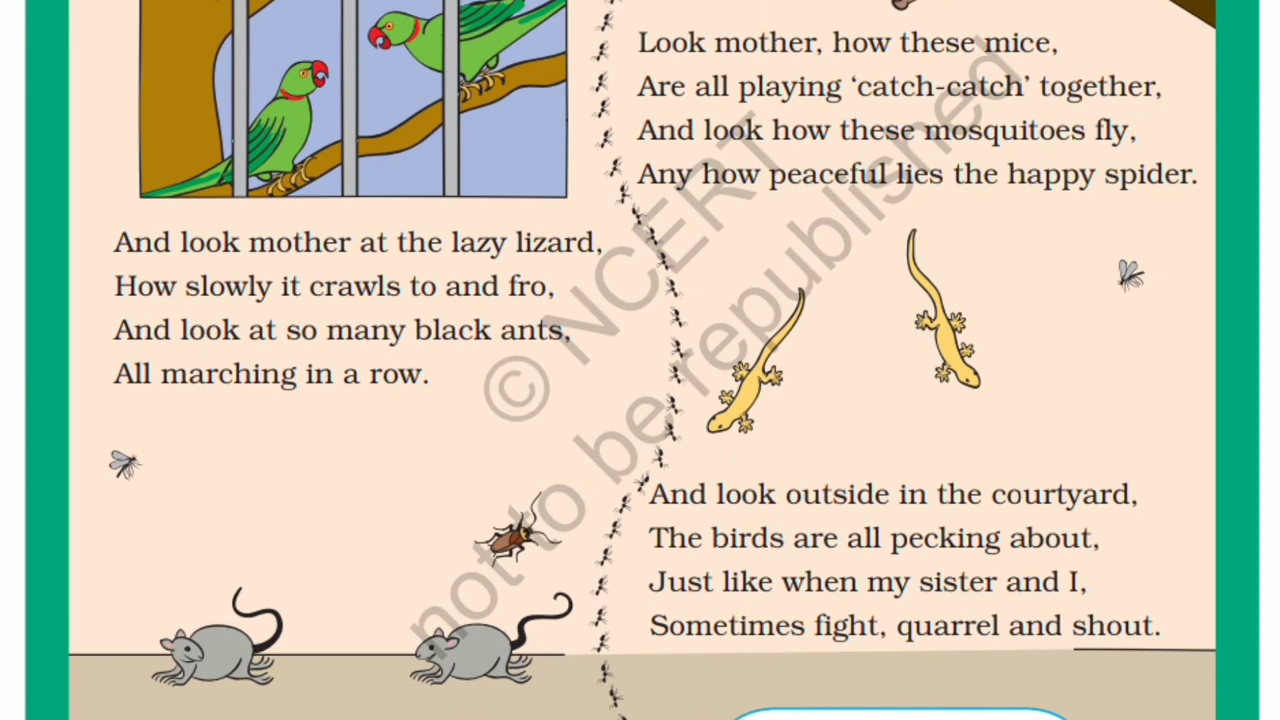 And look mother at the lazy lizard,
How slowly it crawls to and fro,
And look at so many black ants,
All marching in a row.
Look mother, how these mice,
Are all playing ‘catch-catch’ together,
And look how these mosquitoes fly,
Any how peaceful lies the happy spider.
And look outside in the courtyard,
The birds are all pecking about,
Just like when my sister and I,
Sometimes fight, quarrel and shout.
© NCERT
not to be republished